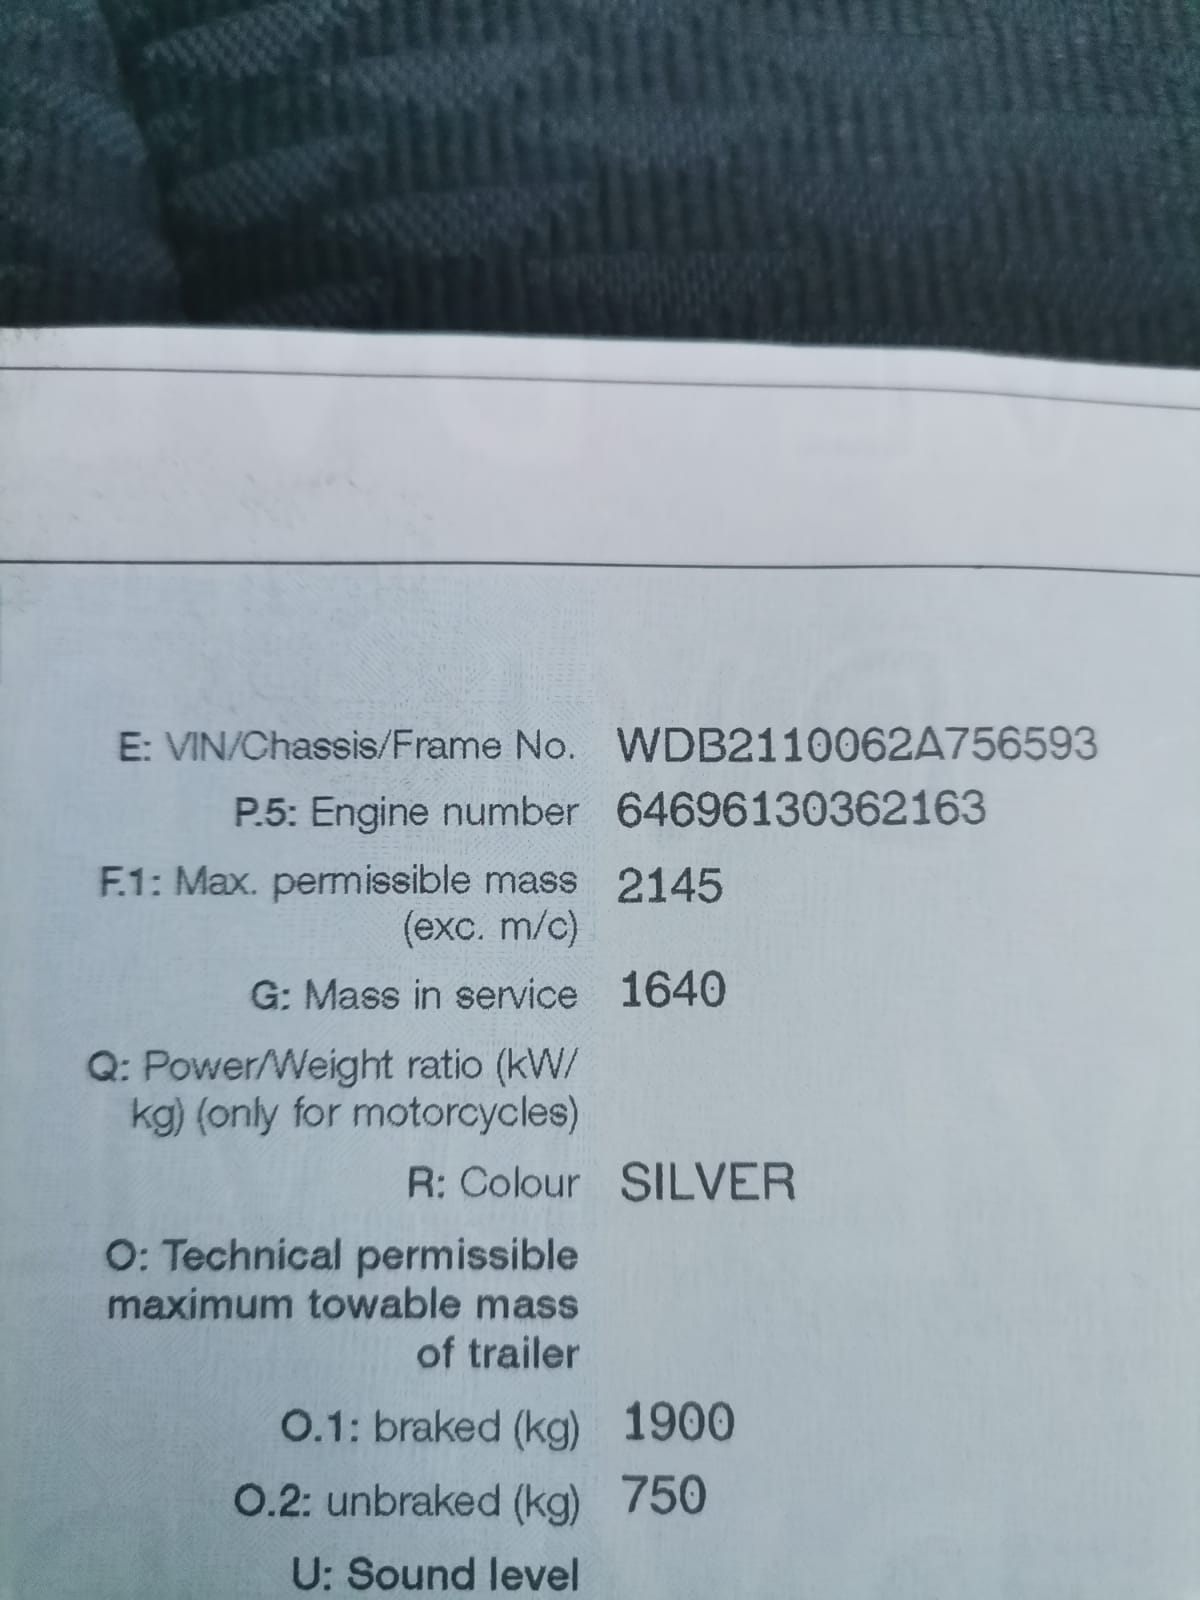 E: VIN/Chassis/Frame No. WDB2110062A756593
P.5: Engine number 64696130362163
F.1: Max. permissible mass 2145
(exc. m/c)
G: Mass in service 1640
Q: Power/Weight ratio (kW/
kg) (only for motorcycles)
R: Colour SILVER
O: Technical permissible
maximum towable mass
of trailer
O.1: braked (kg) 1900
O.2: unbraked (kg) 750
U: Sound level